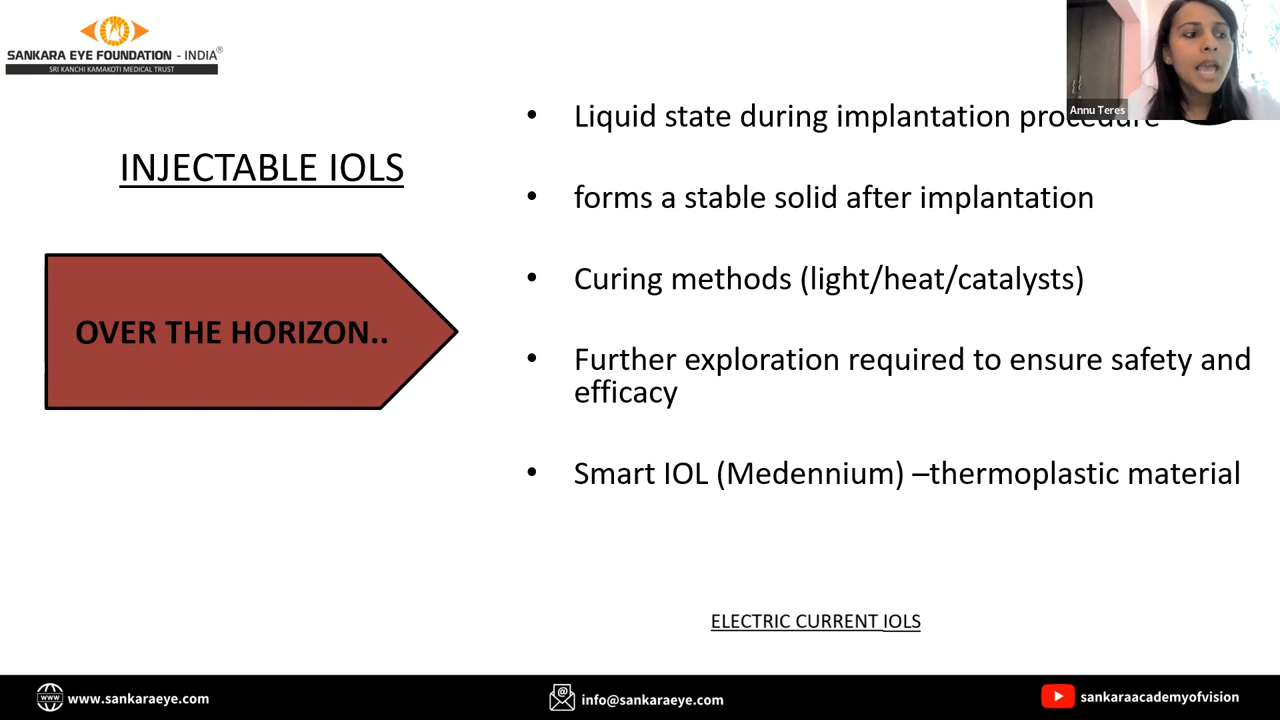 SANKARA EYE FOUNDATION - INDIA®
SRI KANCHI KAMAKOTI MEDICAL TRUST
Annu Teres
INJECTABLE IOLS
OVER THE HORIZON..
• Liquid state during implantation procedure
• forms a stable solid after implantation
• Curing methods (light/heat/catalysts)
• Further exploration required to ensure safety and
efficacy
• Smart IOL (Medennium) –thermoplastic material
ELECTRIC CURRENT IOLS
www.sankaraeye.com
info@sankaraeye.com
sankaraacademyofvision